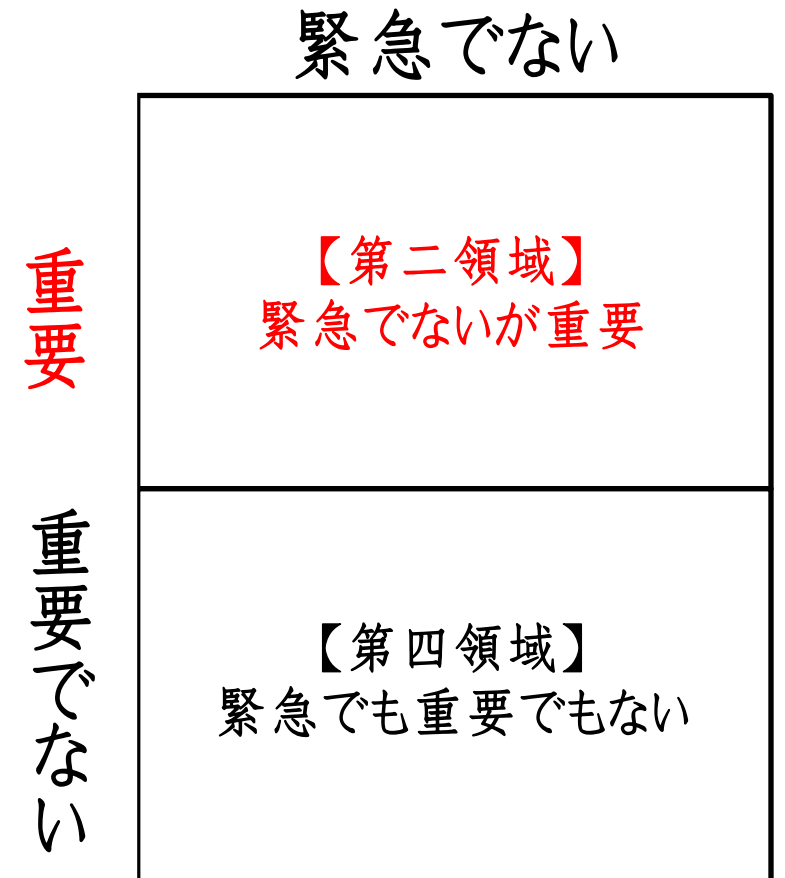 緊急でない
重要
【第二領域】
緊急でないが重要
重要でない
【第四領域】
緊急でも重要でもない